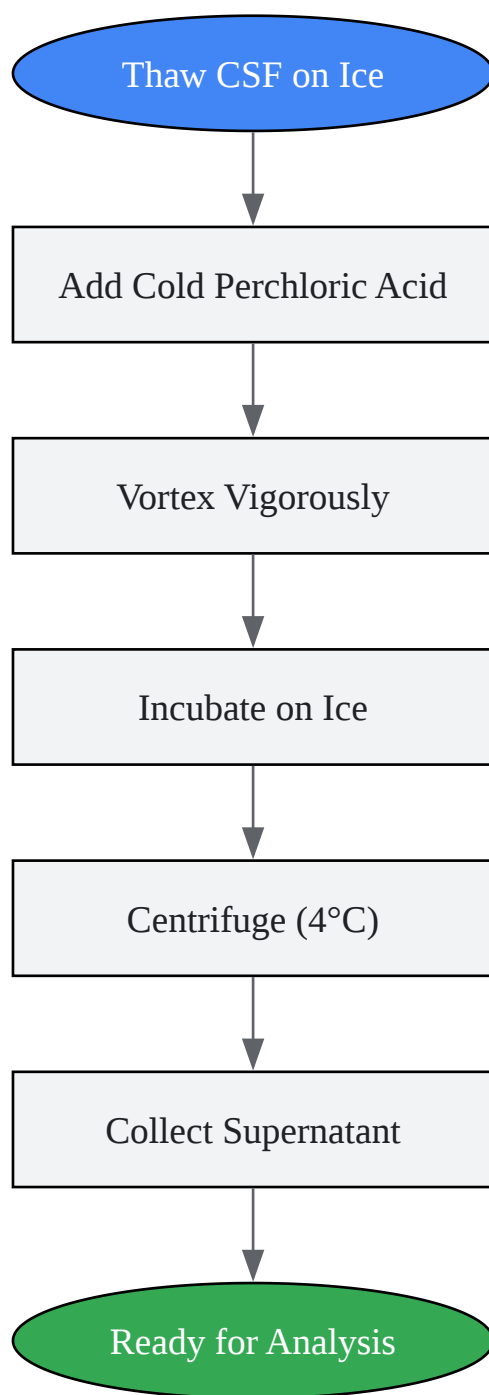 Thaw CSF on Ice
Add Cold Perchloric Acid
Vortex Vigorously
Incubate on Ice
Centrifuge (4°C)
Collect Supernatant
Ready for Analysis